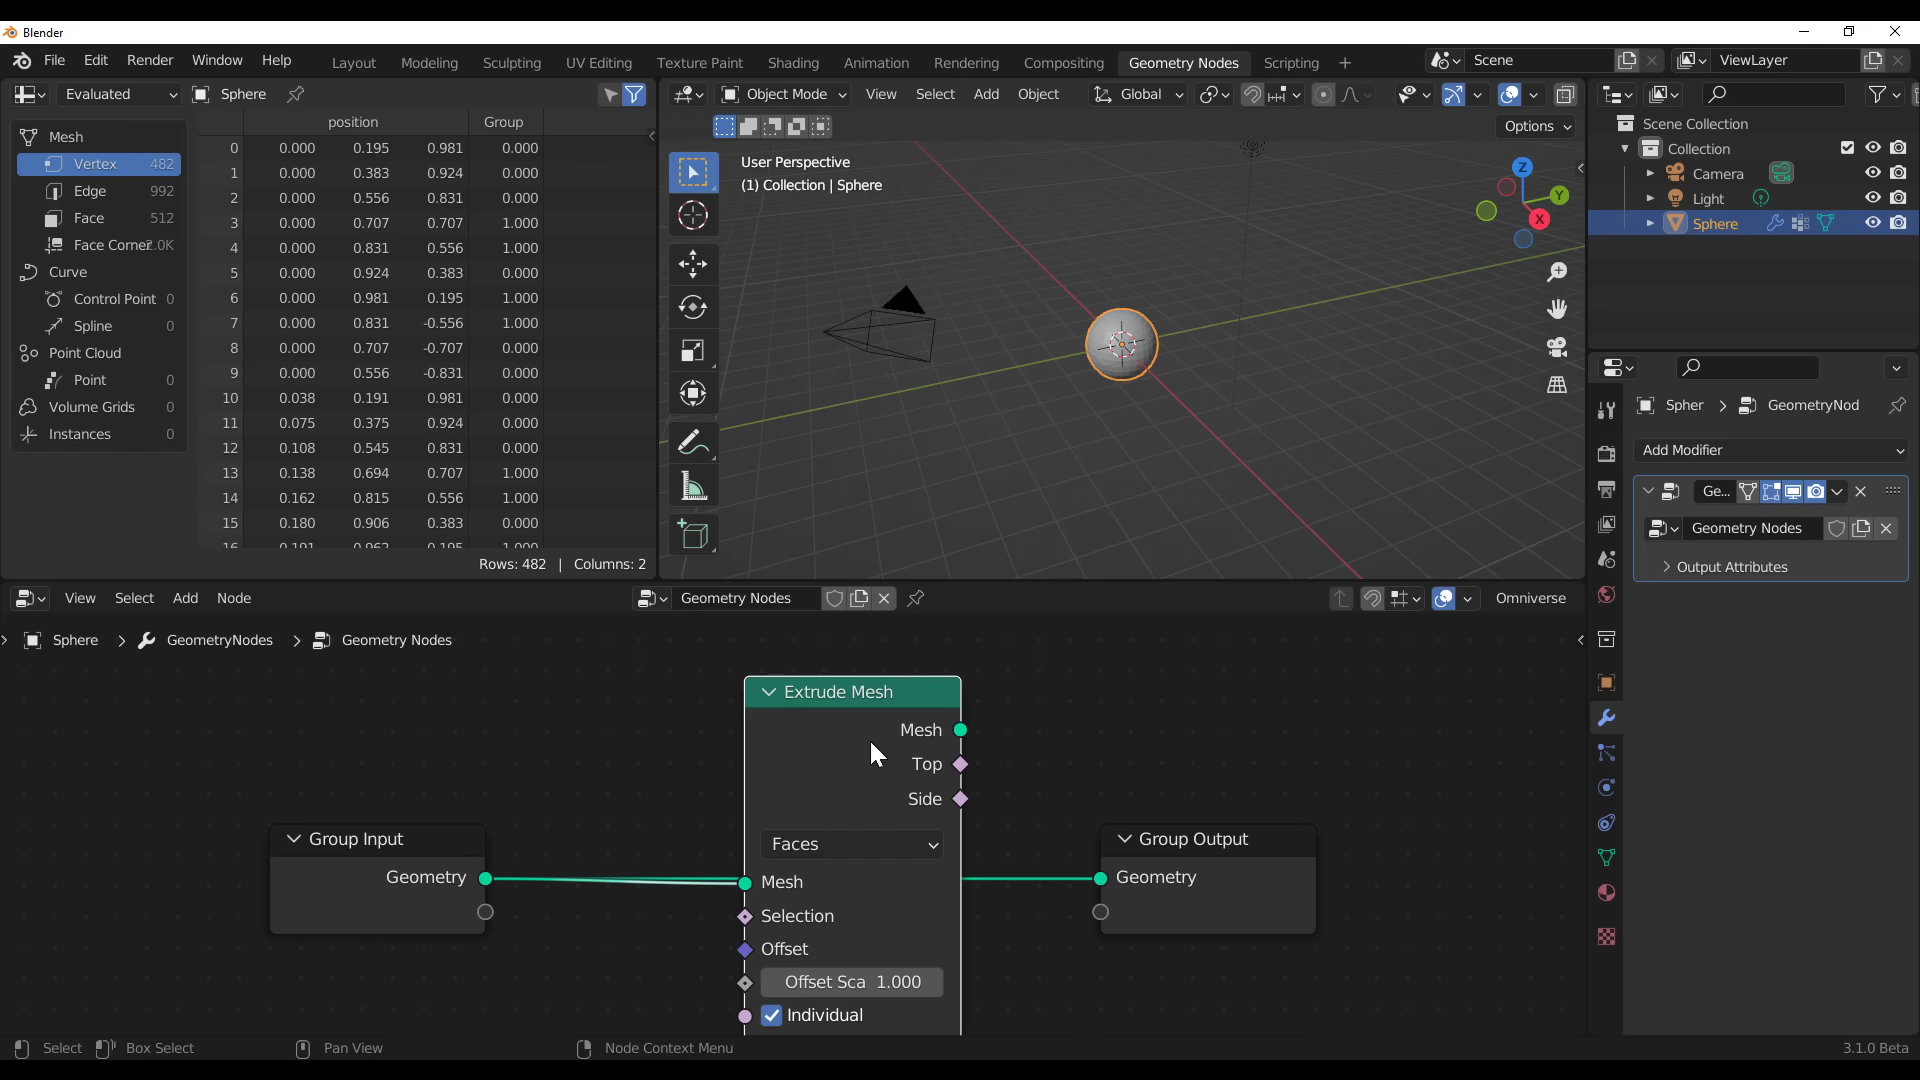 Blender
File Edit Render Window Help
Layout Modeling Sculpting UV Editing Texture Paint Shading Animation Rendering Compositing Geometry Nodes Scripting +
Scene
ViewLayer
Evaluated
Sphere
Mesh
Vertex 482
Edge 992
Face 512
Face Corner 2.0K
Curve
Control Point 0
Spline 0
Point Cloud
Point 0
Volume Grids 0
Instances 0
position Group
0 0.000 0.195 0.981 0.000
1 0.000 0.383 0.924 0.000
2 0.000 0.556 0.831 0.000
3 0.000 0.707 0.707 1.000
4 0.000 0.831 0.556 1.000
5 0.000 0.924 0.383 0.000
6 0.000 0.981 0.195 1.000
7 0.000 0.831 -0.556 1.000
8 0.000 0.707 -0.707 0.000
9 0.000 0.556 -0.831 0.000
10 0.038 0.191 0.981 0.000
11 0.075 0.375 0.924 0.000
12 0.108 0.545 0.831 0.000
13 0.138 0.694 0.707 1.000
14 0.162 0.815 0.556 1.000
15 0.180 0.906 0.383 0.000
16 0.191 0.962 0.195 1.000
Rows: 482 | Columns: 2
Object Mode View Select Add Object Global
Options
User Perspective
(1) Collection | Sphere
Z
Y
X
Scene Collection
Collection
Camera
Light
Sphere
Spher > GeometryNod
Add Modifier
Ge...
Geometry Nodes
> Output Attributes
View Select Add Node
Geometry Nodes
Omniverse
Sphere > GeometryNodes > Geometry Nodes
Group Input
Geometry
Extrude Mesh
Mesh
Top
Side
Faces
Mesh
Selection
Offset
Offset Sca 1.000
Individual
Group Output
Geometry
Select Box Select Pan View Node Context Menu
3.1.0 Beta